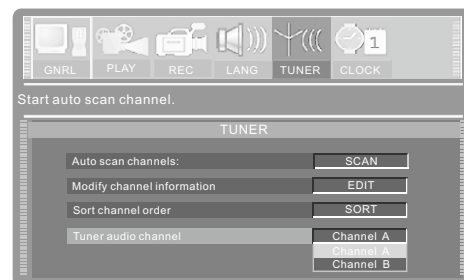 1
GNRL PLAY REC LANG TUNER CLOCK
Start auto scan channel.
TUNER
Auto scan channels: SCAN
Modify channel information EDIT
Sort channel order SORT
Tuner audio channel Channel A
Channel A
Channel B